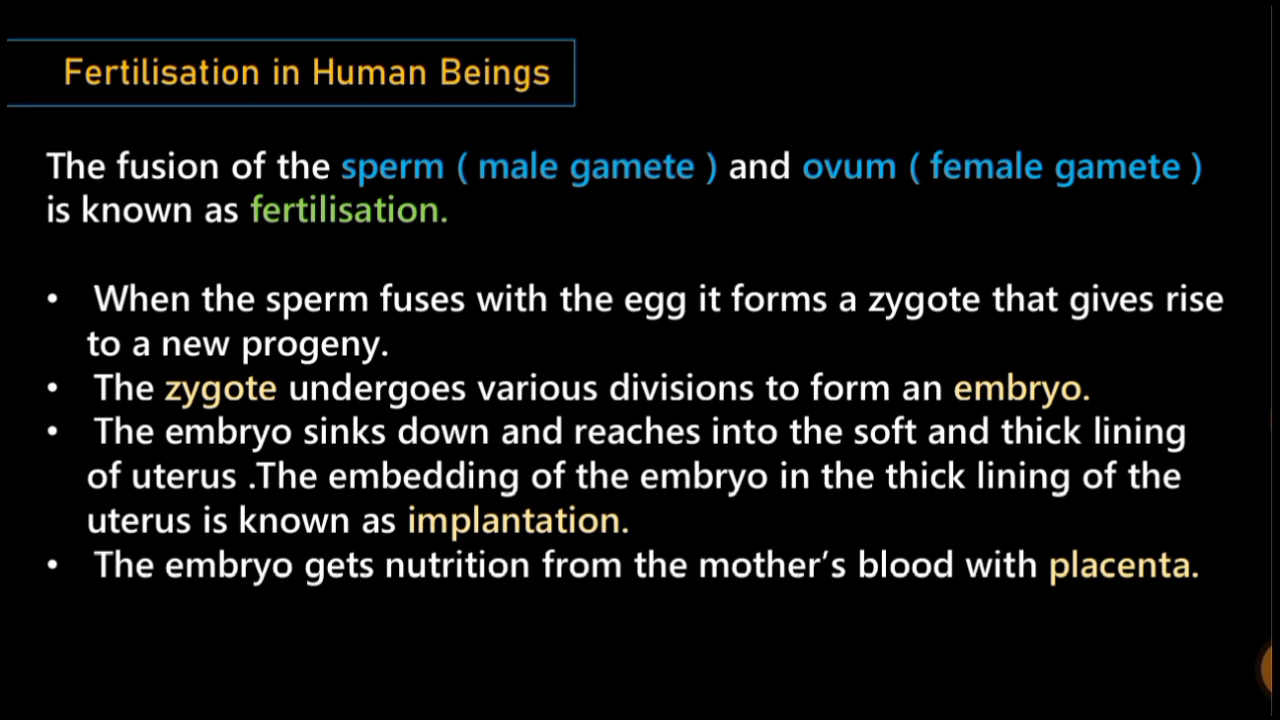 Fertilisation in Human Beings
The fusion of the sperm ( male gamete ) and ovum ( female gamete )
is known as fertilisation.
• When the sperm fuses with the egg it forms a zygote that gives rise
to a new progeny.
• The zygote undergoes various divisions to form an embryo.
• The embryo sinks down and reaches into the soft and thick lining
of uterus .The embedding of the embryo in the thick lining of the
uterus is known as implantation.
• The embryo gets nutrition from the mother’s blood with placenta.